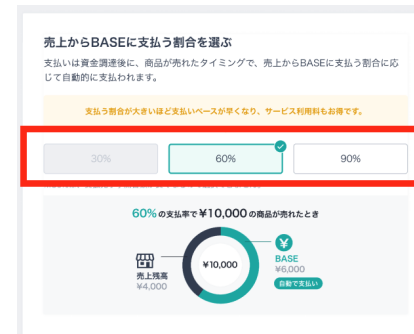 売上からBASEに支払う割合を選ぶ
支払いは資金調達後に、商品が売れたタイミングで、売上からBASEに支払う割合に応
じて自動的に支払われます。
支払う割合が大きいほど支払いペースが早くなり、サービス利用料もお得です。
30%
60%
90%
60%の支払率で¥10,000の商品が売れたとき
¥10,000
売上残高
¥4,000
BASE
¥6,000
自動で支払い